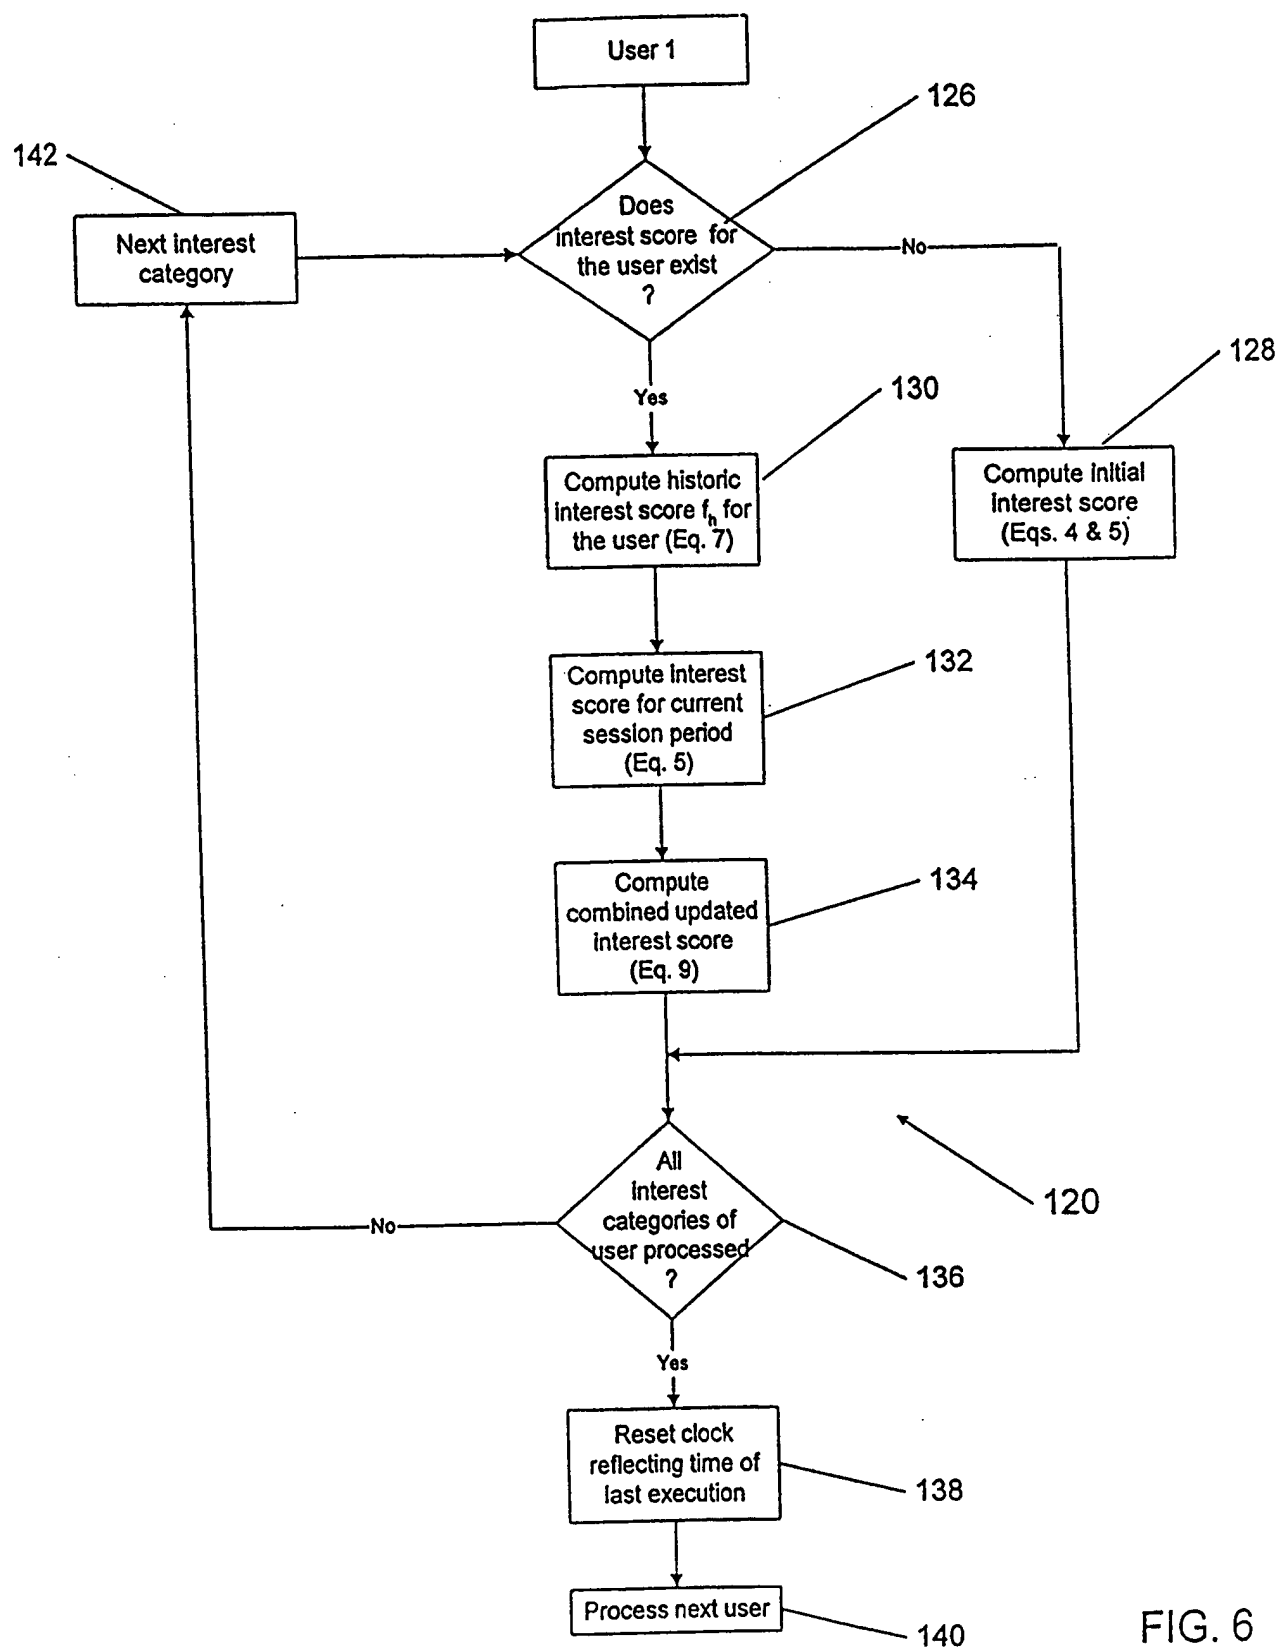 User 1
126
142
Does
interest score for
the user exist
?
No
Next interest
category
128
Yes
130
Compute historic
interest score fh for
the user (Eq. 7)
Compute initial
interest score
(Eqs. 4 & 5)
132
Compute interest
score for current
session period
(Eq. 5)
134
Compute
combined updated
interest score
(Eq. 9)
120
All
interest
categories of
user processed
?
No
136
Yes
Reset clock
reflecting time of
last execution
138
Process next user
140
FIG. 6